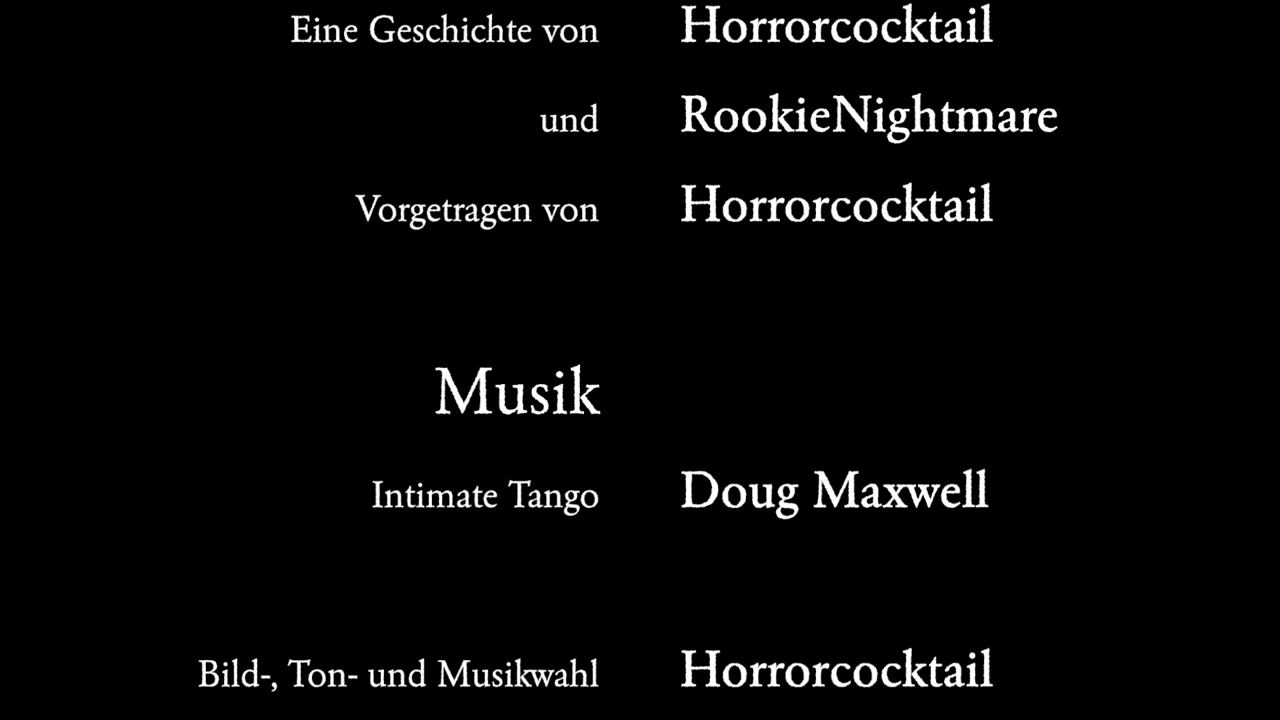 Eine Geschichte von Horrorcocktail
und RookieNightmare
Vorgetragen von Horrorcocktail
Musik
Intimate Tango Doug Maxwell
Bild-, Ton- und Musikwahl Horrorcocktail